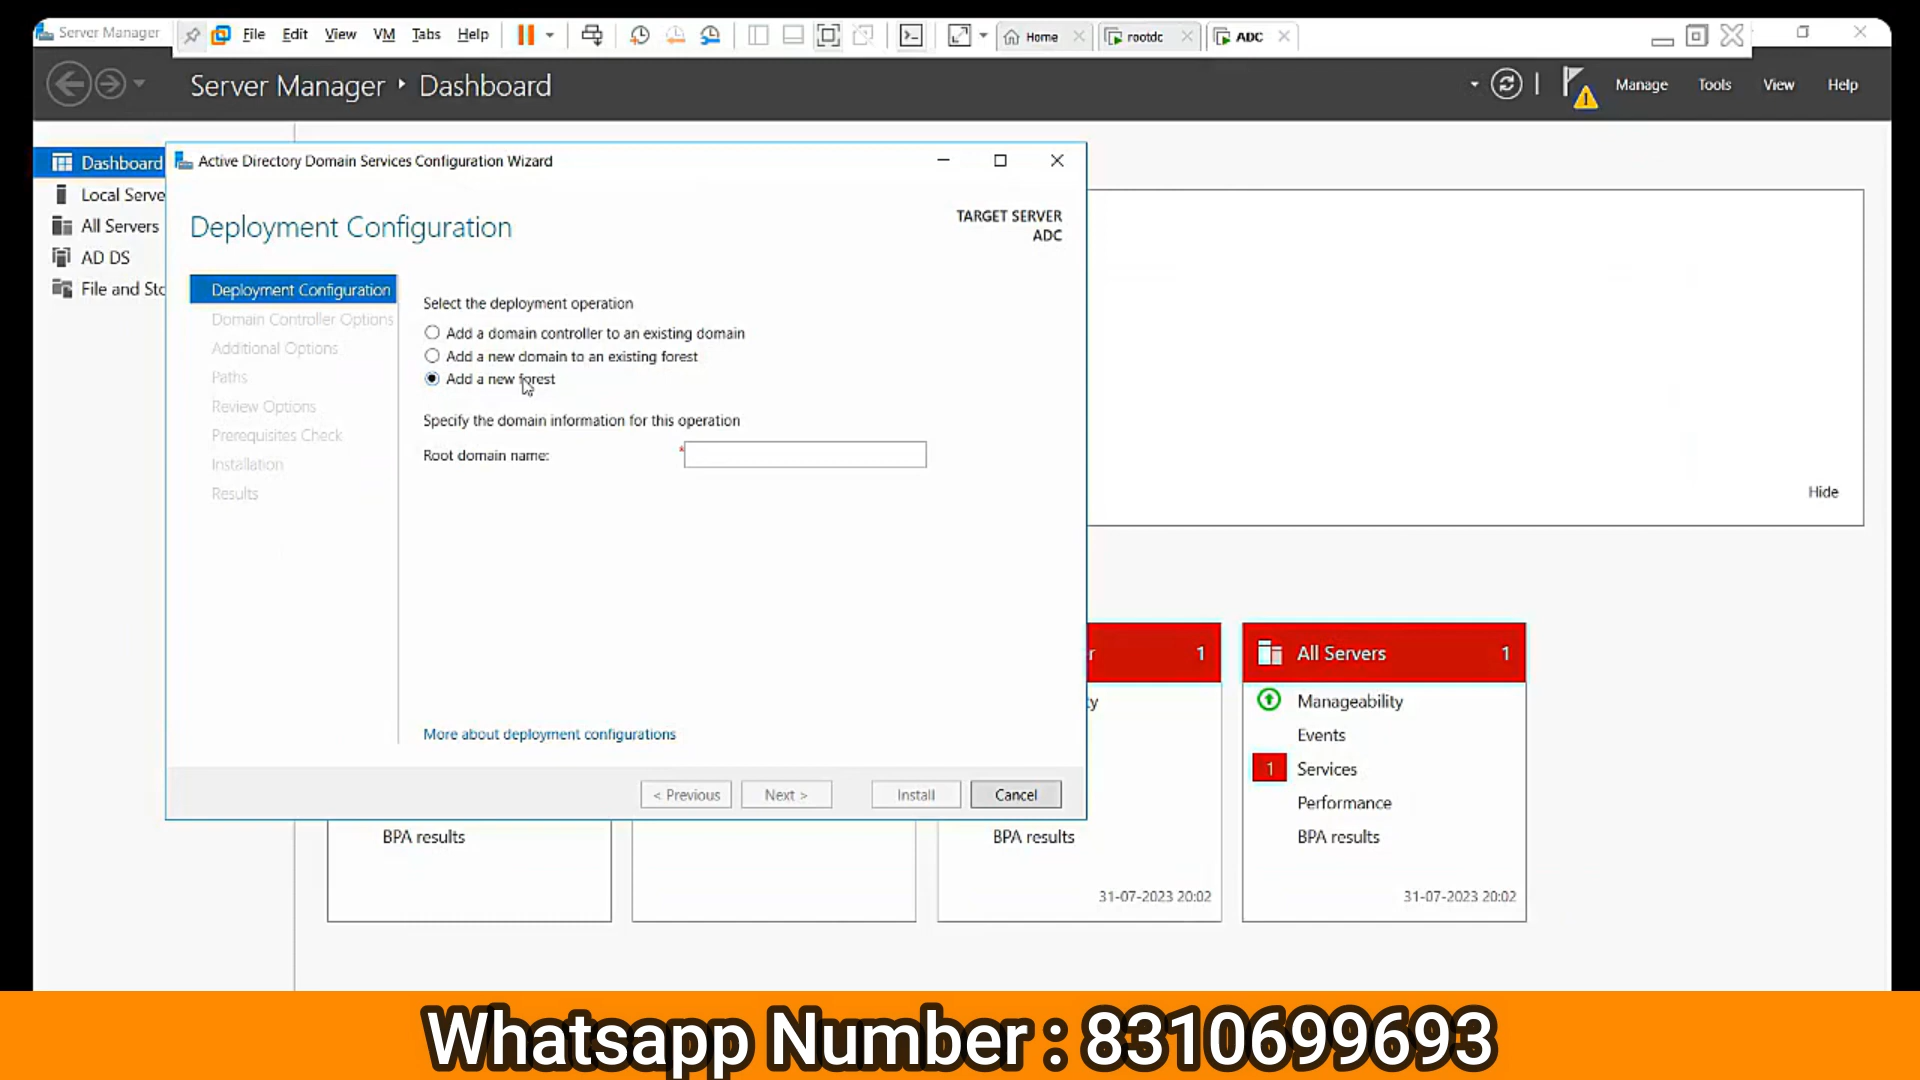 Server Manager
File Edit View VM Tabs Help
Home
rootdc
ADC
Server Manager
Dashboard
Manage Tools View Help
Dashboard
Local Serve
All Servers
AD DS
File and Sto
Active Directory Domain Services Configuration Wizard
Deployment Configuration
TARGET SERVER
ADC
Deployment Configuration
Domain Controller Options
Additional Options
Paths
Review Options
Prerequisites Check
Installation
Results
Select the deployment operation
Add a domain controller to an existing domain
Add a new domain to an existing forest
Add a new forest
Specify the domain information for this operation
Root domain name: *
More about deployment configurations
< Previous Next > Install Cancel
Hide
BPA results
r 1
y
BPA results
31-07-2023 20:02
All Servers 1
Manageability
Events
1 Services
Performance
BPA results
31-07-2023 20:02
Whatsapp Number : 8310699693